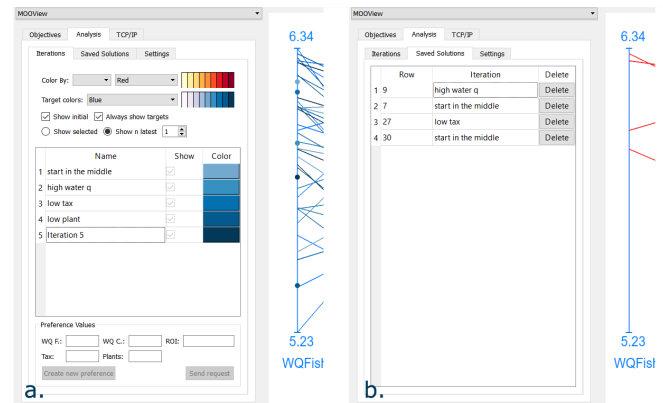 MOOView
Objectives Analysis TCP/IP
Iterations Saved Solutions Settings
Color By: Red
Target colors: Blue
Show initial Always show targets
Show selected Show n latest 1
Name Show Color
1 start in the middle
2 high water q
3 low tax
4 low plant
5 Iteration 5
Preference Values
WQ F.: WQ C.: ROI:
Tax: Plants:
Create new preference Send request
a.
6.34
5.23
WQFish
MOOView
Objectives Analysis TCP/IP
Iterations Saved Solutions Settings
Row Iteration Delete
1 9 high water q Delete
2 7 start in the middle Delete
3 27 low tax Delete
4 30 start in the middle Delete
b.
6.34
5.23
WQFish